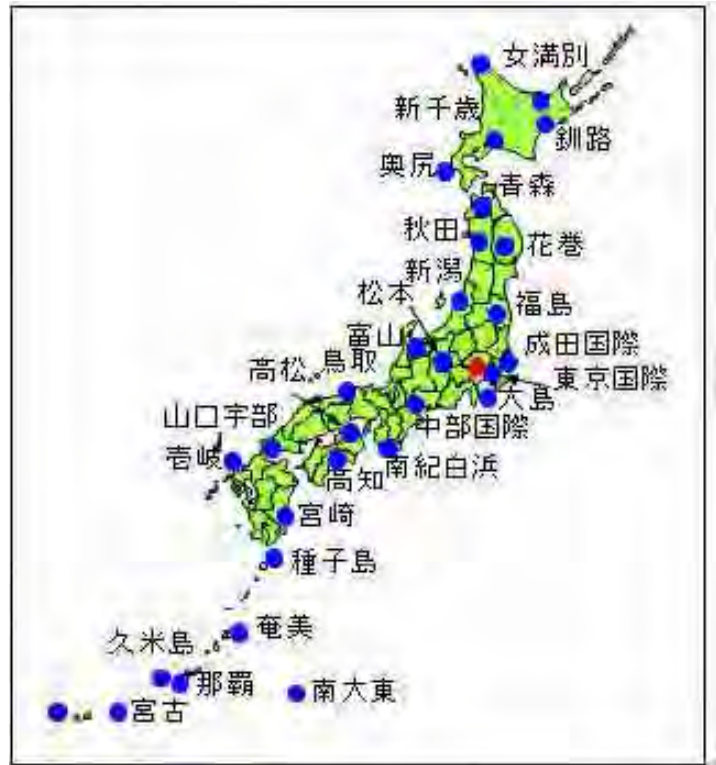 女満別
新千歳
釧路
奥尻
青森
秋田
花巻
新潟
松本
福島
富山
成田国際
鳥取
高松
東京国際
大島
山口宇部
中部国際
壱岐
南紀白浜
高知
宮崎
種子島
奄美
久米島
那覇
南大東
宮古